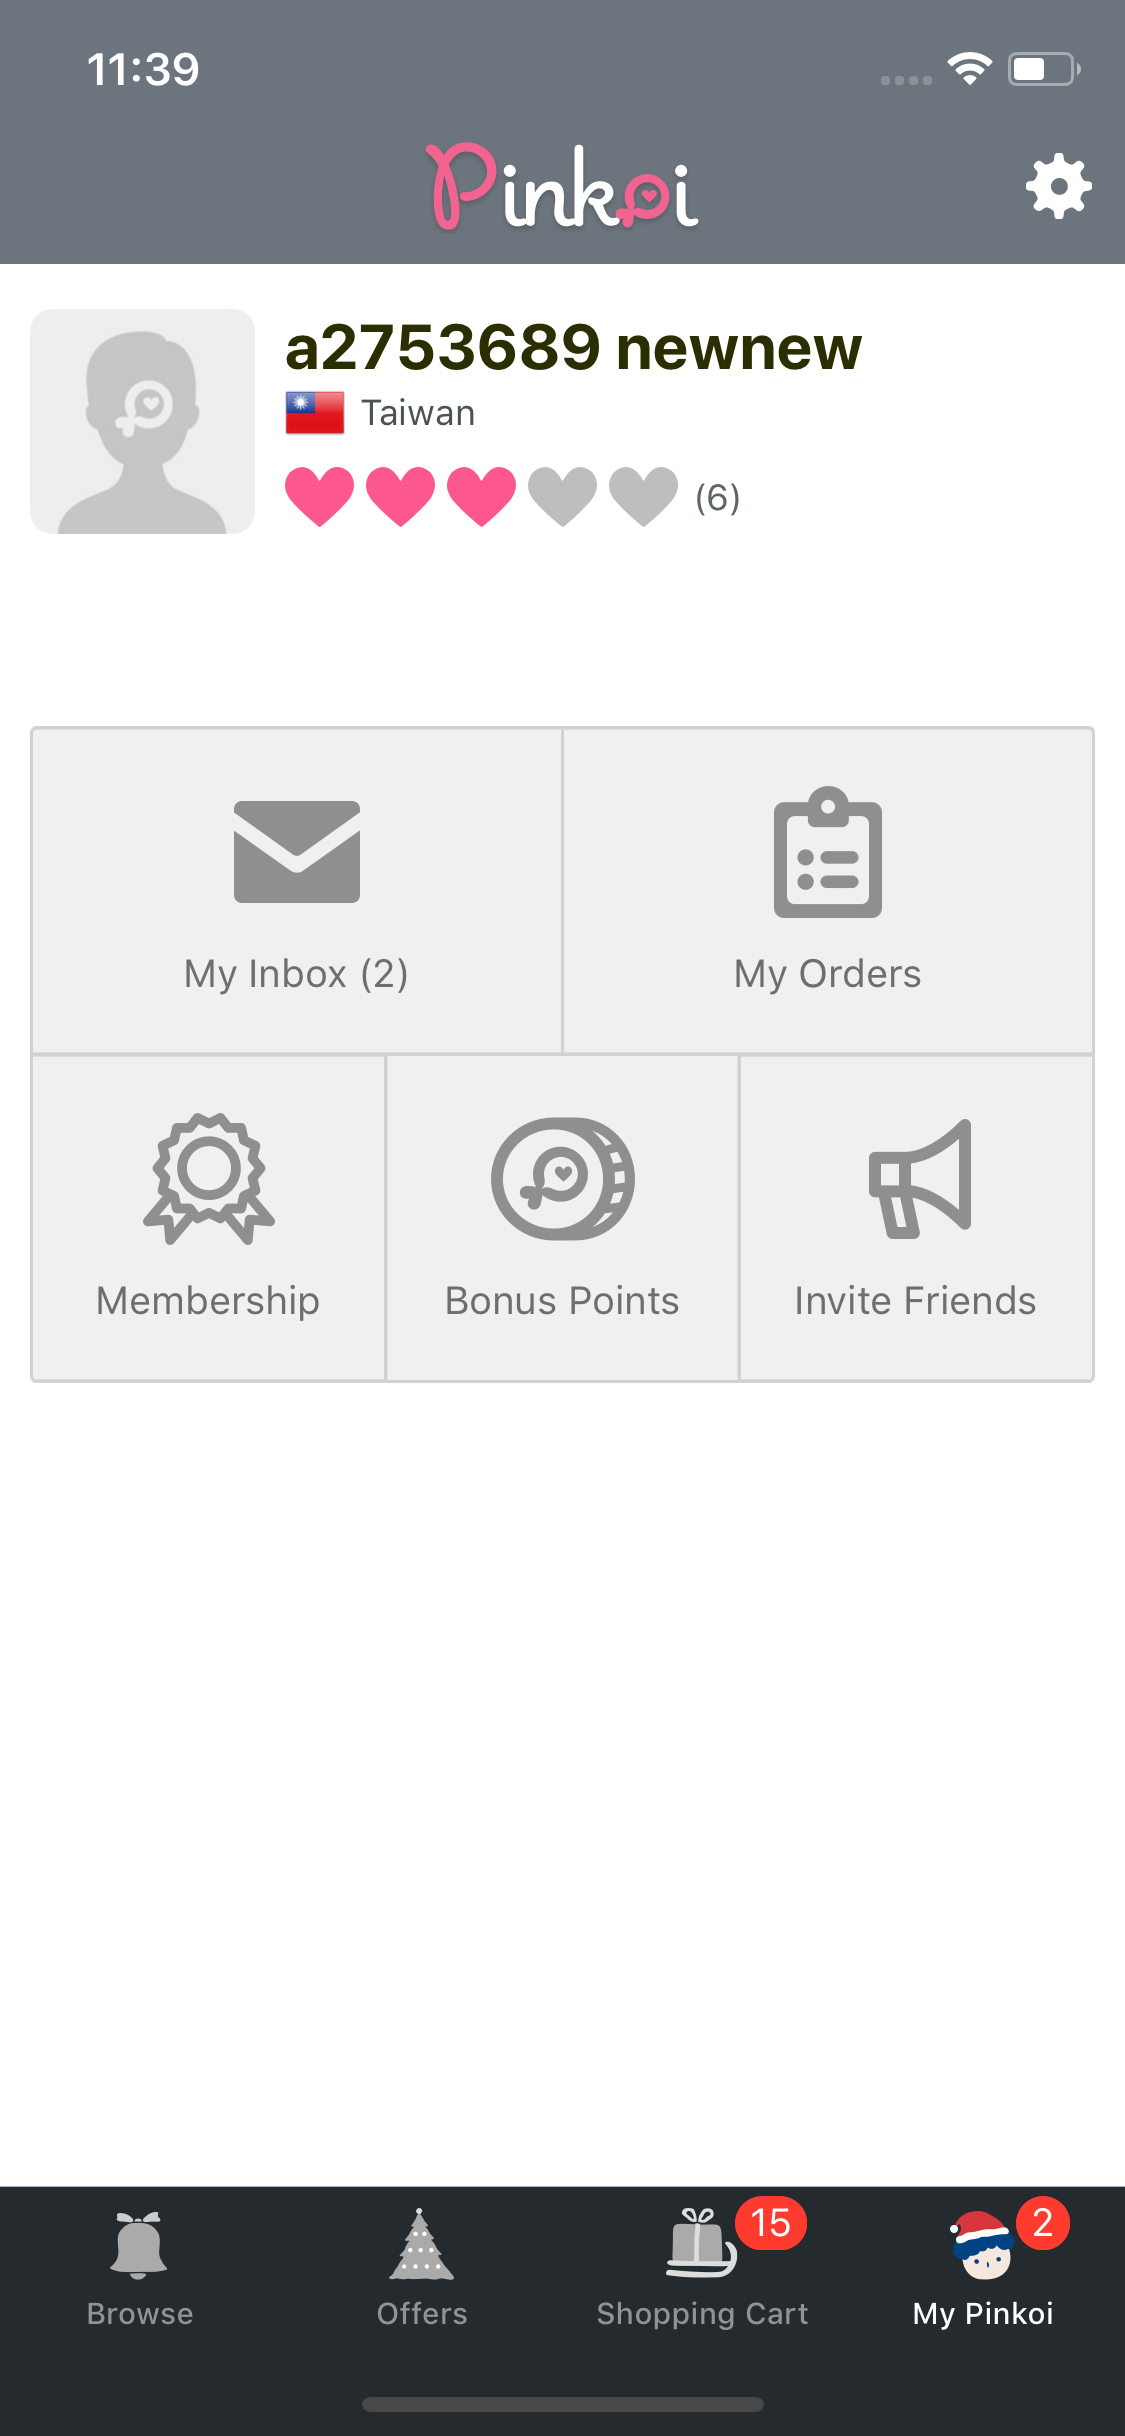 11:39
Pinkoi
a2753689 newnew
Taiwan
(6)
My Inbox (2)
My Orders
Membership
Bonus Points
Invite Friends
15
2
Browse
Offers
Shopping Cart
My Pinkoi